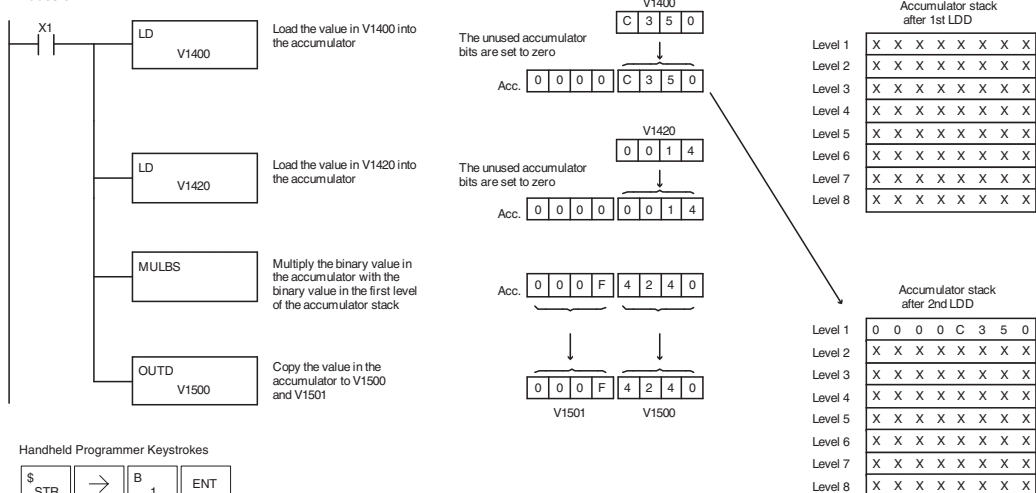 X1
LD
V1400
Load the value in V1400 into
the accumulator
LD
V1420
Load the value in V1420 into
the accumulator
MULBS
Multiply the binary value in
the accumulator with the
binary value in the first level
of the accumulator stack
OUTD
V1500
Copy the value in the
accumulator to V1500
and V1501
V1400
C 3 5 0
The unused accumulator
bits are set to zero
Acc. 0 0 0 0 C 3 5 0
V1420
0 0 1 4
The unused accumulator
bits are set to zero
Acc. 0 0 0 0 0 0 1 4
Acc. 0 0 0 F 4 2 4 0
0 0 0 F 4 2 4 0
V1501 V1500
Accumulator stack
after 1st LDD
Level 1 X X X X X X X X
Level 2 X X X X X X X X
Level 3 X X X X X X X X
Level 4 X X X X X X X X
Level 5 X X X X X X X X
Level 6 X X X X X X X X
Level 7 X X X X X X X X
Level 8 X X X X X X X X
Accumulator stack
after 2nd LDD
Level 1 0 0 0 0 C 3 5 0
Level 2 X X X X X X X X
Level 3 X X X X X X X X
Level 4 X X X X X X X X
Level 5 X X X X X X X X
Level 6 X X X X X X X X
Level 7 X X X X X X X X
Level 8 X X X X X X X X
Handheld Programmer Keystrokes
$ STR → B 1 ENT